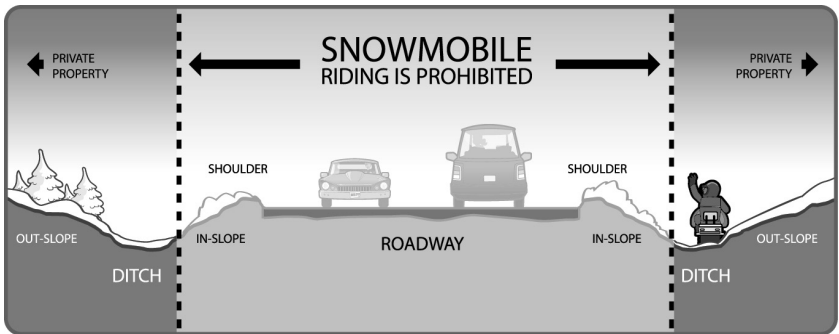 SNOWMOBILE
RIDING IS PROHIBITED
PRIVATE
PROPERTY
PRIVATE
PROPERTY
SHOULDER
SHOULDER
OUT-SLOPE
IN-SLOPE
ROADWAY
IN-SLOPE
OUT-SLOPE
DITCH
DITCH